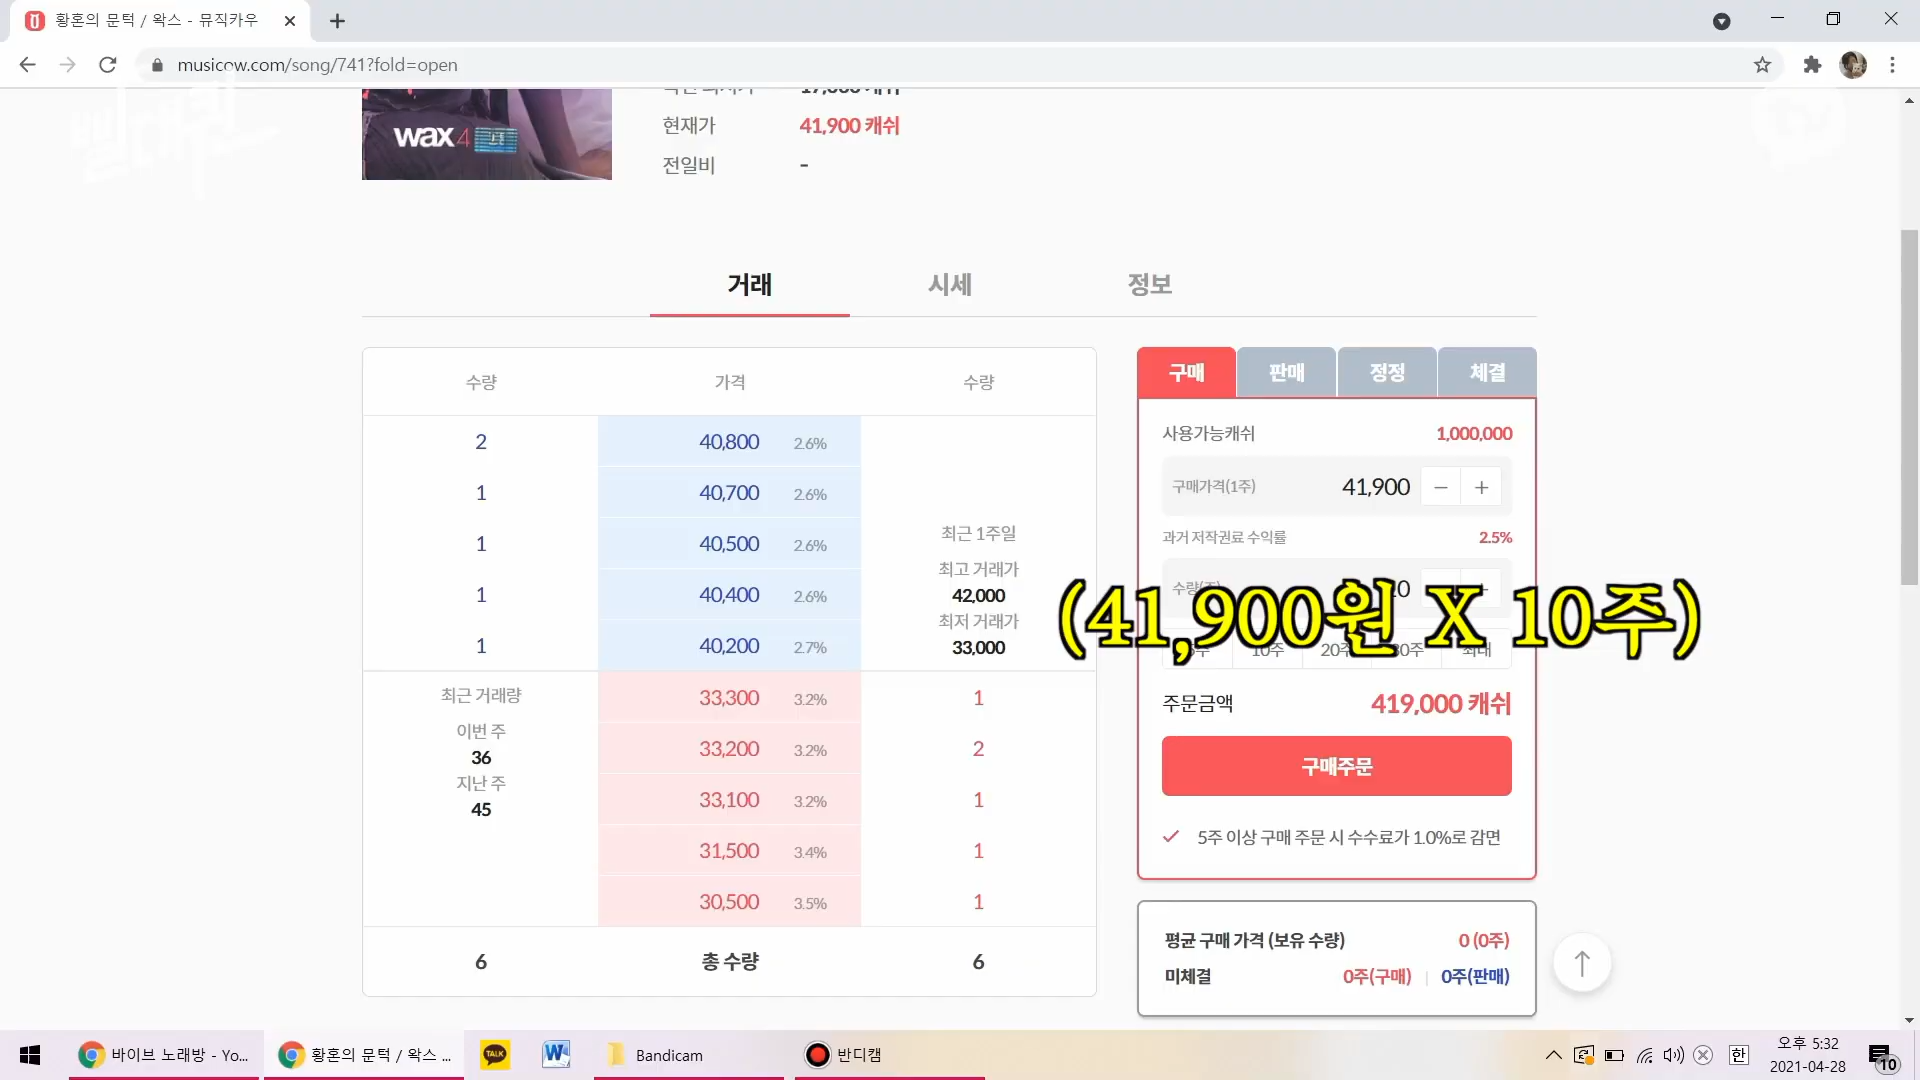 황혼의 문턱 / 왁스 - 뮤직카우
musicow.com/song/741?fold=open
빨대퀸
wax4
현재가 41,900 캐쉬
전일비 -
거래 시세 정보
수량 가격 수량
2 40,800 2.6%
1 40,700 2.6%
1 40,500 2.6%
1 40,400 2.6%
1 40,200 2.7%
최근 1주일
최고 거래가
42,000
최저 거래가
33,000
33,300 3.2% 1
33,200 3.2% 2
33,100 3.2% 1
31,500 3.4% 1
30,500 3.5% 1
최근 거래량
이번 주
36
지난 주
45
6 총 수량 6
구매 판매 정정 체결
사용가능캐쉬 1,000,000
구매가격(1주) 41,900 − +
과거 저작권료 수익률 2.5%
수량(주)
(41,900원 X 10주)
10주
주문금액 419,000 캐쉬
구매주문
5주 이상 구매 주문 시 수수료가 1.0%로 감면
평균 구매 가격 (보유 수량) 0 (0주)
미체결 0주(구매) | 0주(판매)
바이브 노래방 - Yo...
황혼의 문턱 / 왁스 ...
TALK
W
Bandicam
반디캠
한
오후 5:32
2021-04-28
10